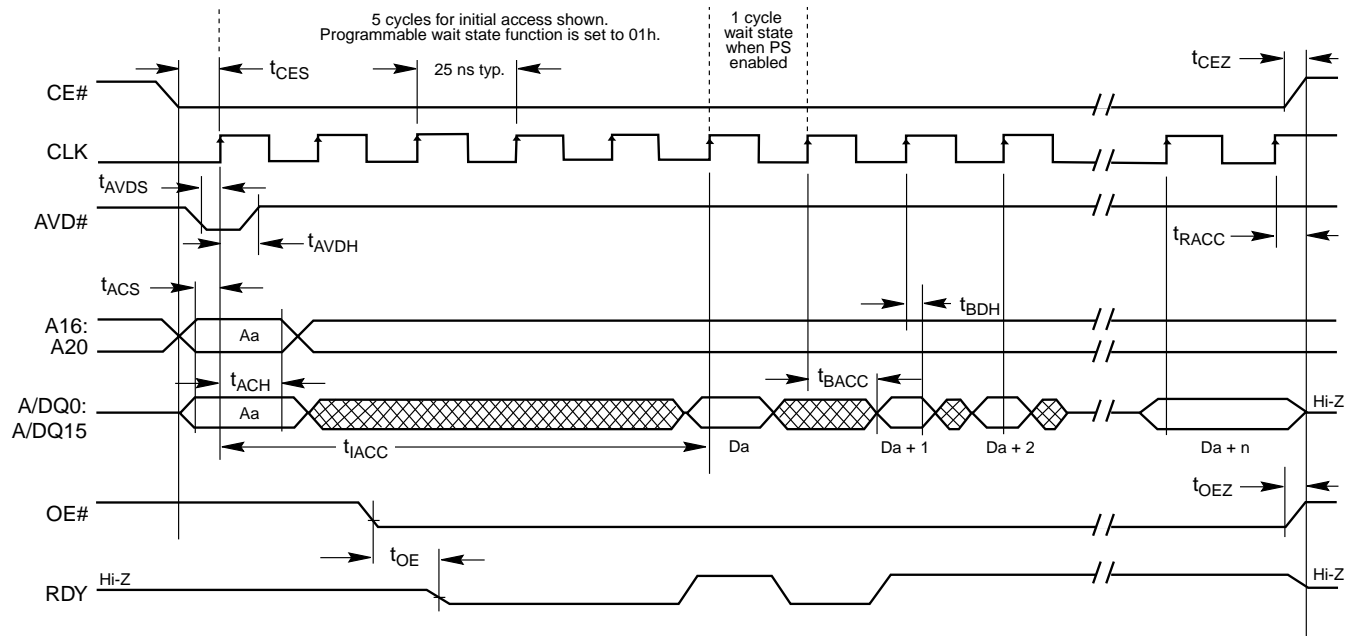 5 cycles for initial access shown.
Programmable wait state function is set to 01h.
1 cycle
wait state
when PS
enabled
tCES
25 ns typ.
tCEZ
CE#
CLK
tAVDS
AVD#
tAVDH
tRACC
tACS
tBDH
A16:
A20
Aa
tACH
tBACC
A/DQ0:
A/DQ15
Aa
Hi-Z
tIACC
Da
Da + 1
Da + 2
Da + n
tOEZ
OE#
tOE
Hi-Z
Hi-Z
RDY